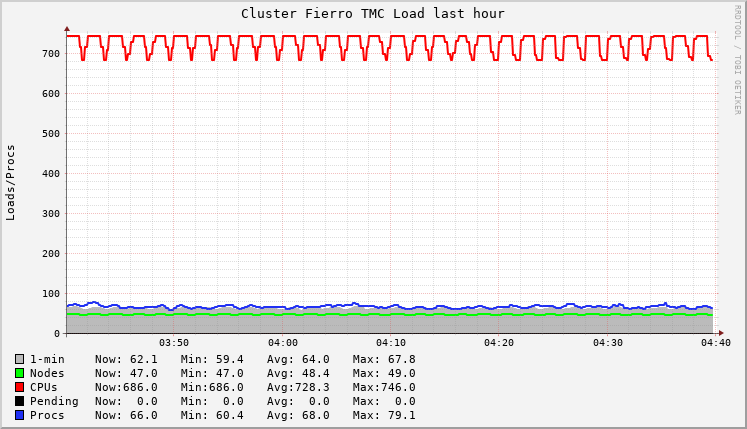 Cluster Fierro TMC Load last hour
RRDTOOL / TOBI OETIKER
Loads/Procs
700
600
500
400
300
200
100
0
03:50 04:00 04:10 04:20 04:30 04:40
1-min Now: 62.1 Min: 59.4 Avg: 64.0 Max: 67.8
Nodes Now: 47.0 Min: 47.0 Avg: 48.4 Max: 49.0
CPUs Now:686.0 Min:686.0 Avg:728.3 Max:746.0
Pending Now: 0.0 Min: 0.0 Avg: 0.0 Max: 0.0
Procs Now: 66.0 Min: 60.4 Avg: 68.0 Max: 79.1